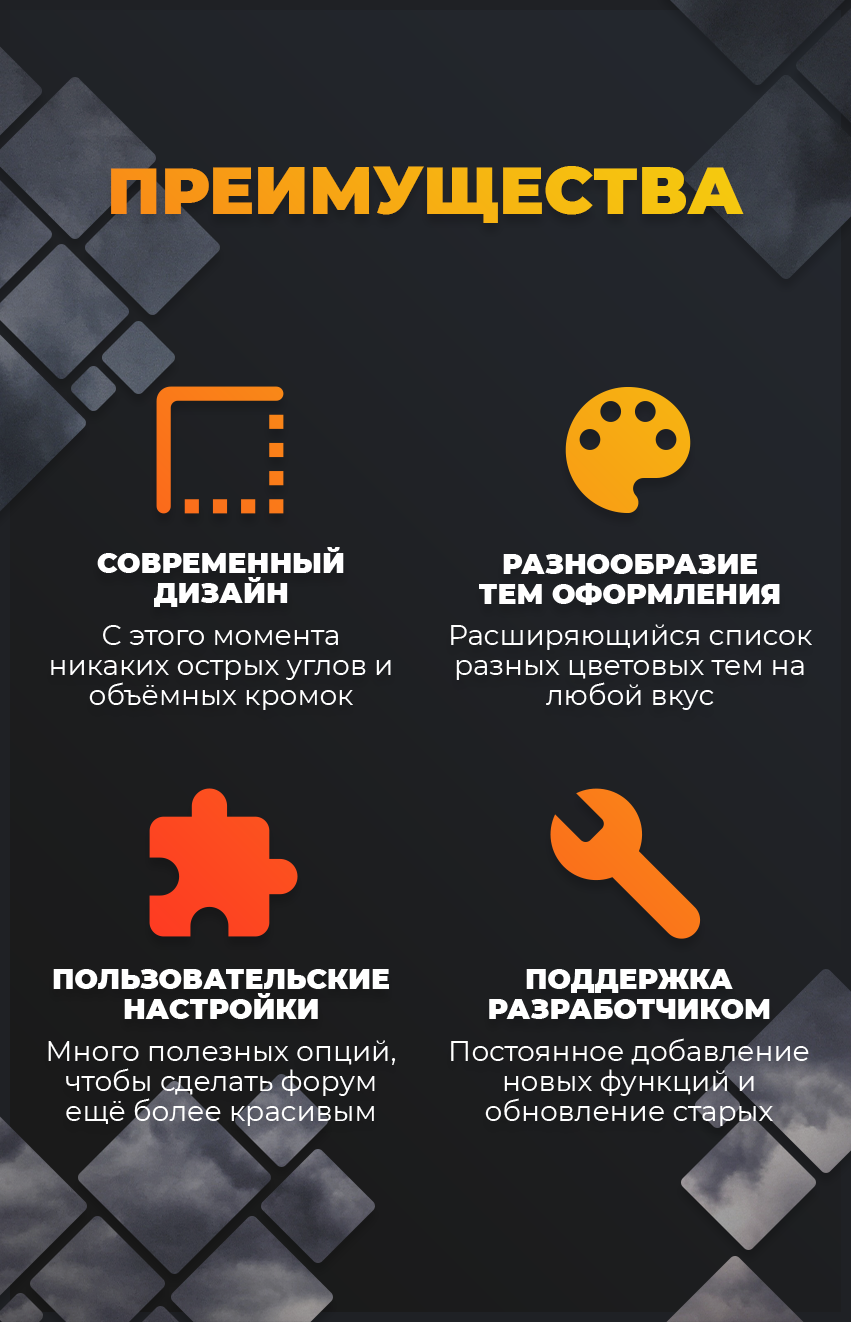 ПРЕИМУЩЕСТВА
СОВРЕМЕННЫЙ
ДИЗАЙН
С этого момента
никаких острых углов и
объёмных кромок
РАЗНООБРАЗИЕ
ТЕМ ОФОРМЛЕНИЯ
Расширяющийся список
разных цветовых тем на
любой вкус
ПОЛЬЗОВАТЕЛЬСКИЕ
НАСТРОЙКИ
Много полезных опций,
чтобы сделать форум
ещё более красивым
ПОДДЕРЖКА
РАЗРАБОТЧИКОМ
Постоянное добавление
новых функций и
обновление старых